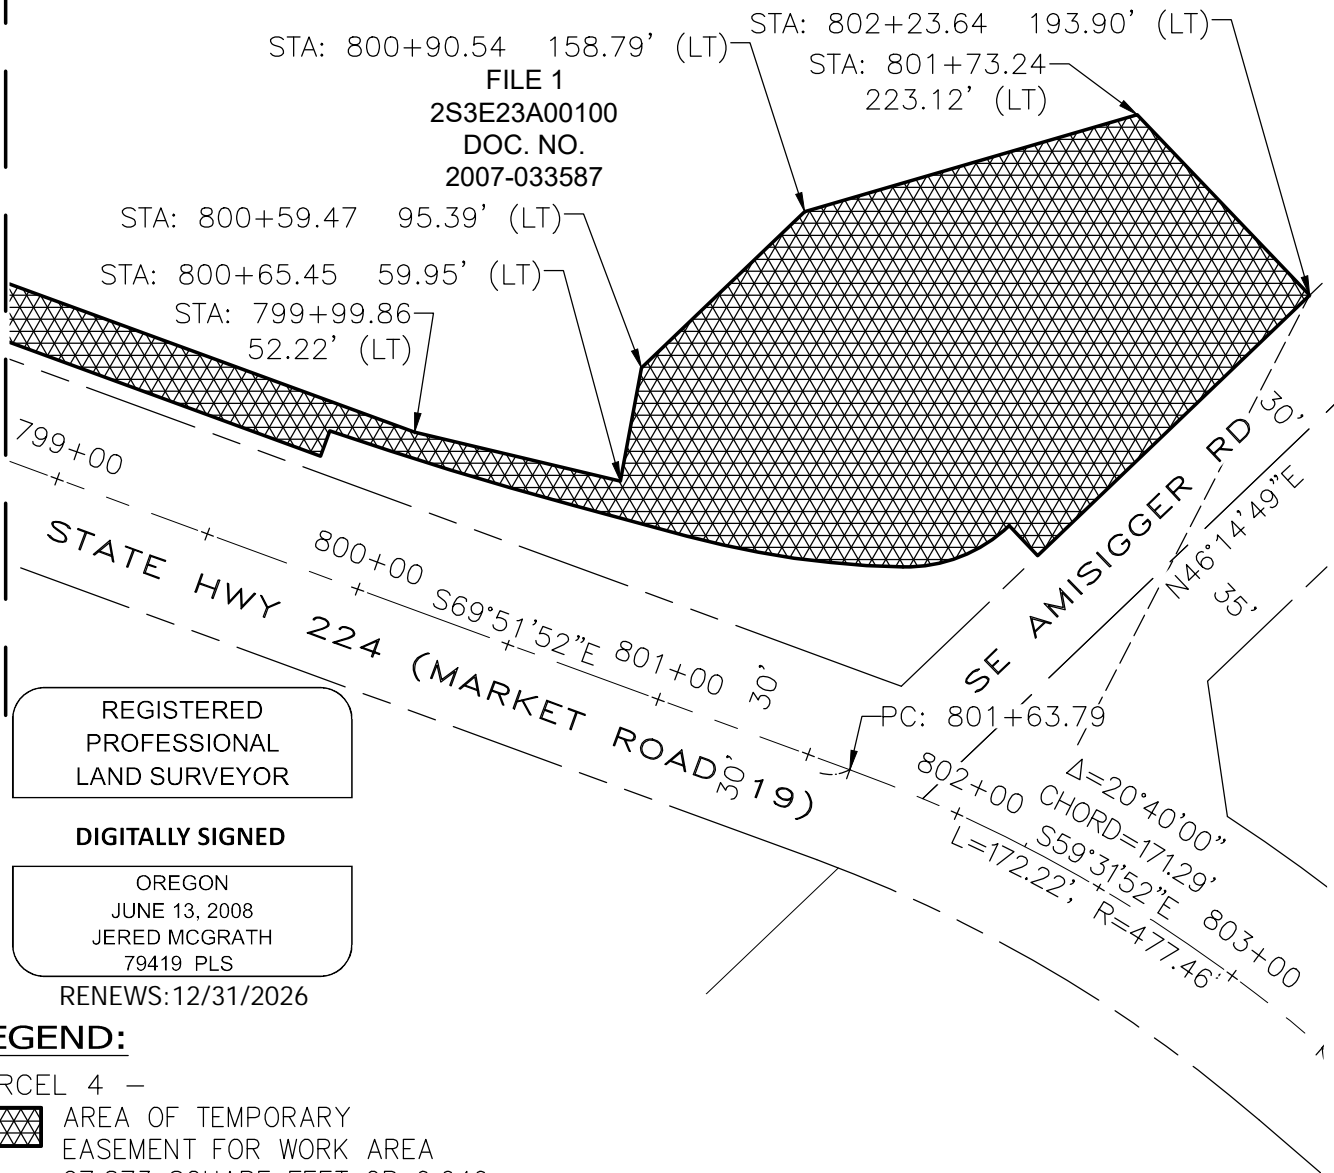 STA: 802+23.64 193.90' (LT)
STA: 800+90.54 158.79' (LT)
STA: 801+73.24
223.12' (LT)
FILE 1
2S3E23A00100
DOC. NO.
2007-033587
STA: 800+59.47 95.39' (LT)
STA: 800+65.45 59.95' (LT)
STA: 799+99.86
52.22' (LT)
799+00
800+00
S69°51'52"E
801+00
30'
30'
STATE HWY 224 (MARKET ROAD 19)
SE AMISIGGER RD
30'
N46°14'49"E
35'
PC: 801+63.79
802+00
Δ=20°40'00"
CHORD=171.29'
S59°31'52"E
L=172.22', R=477.46'
803+00
REGISTERED
PROFESSIONAL
LAND SURVEYOR
DIGITALLY SIGNED
OREGON
JUNE 13, 2008
JERED MCGRATH
79419 PLS
RENEWS:12/31/2026
EGEND:
RCEL 4 –
AREA OF TEMPORARY
EASEMENT FOR WORK AREA
SQUARE FEET OR